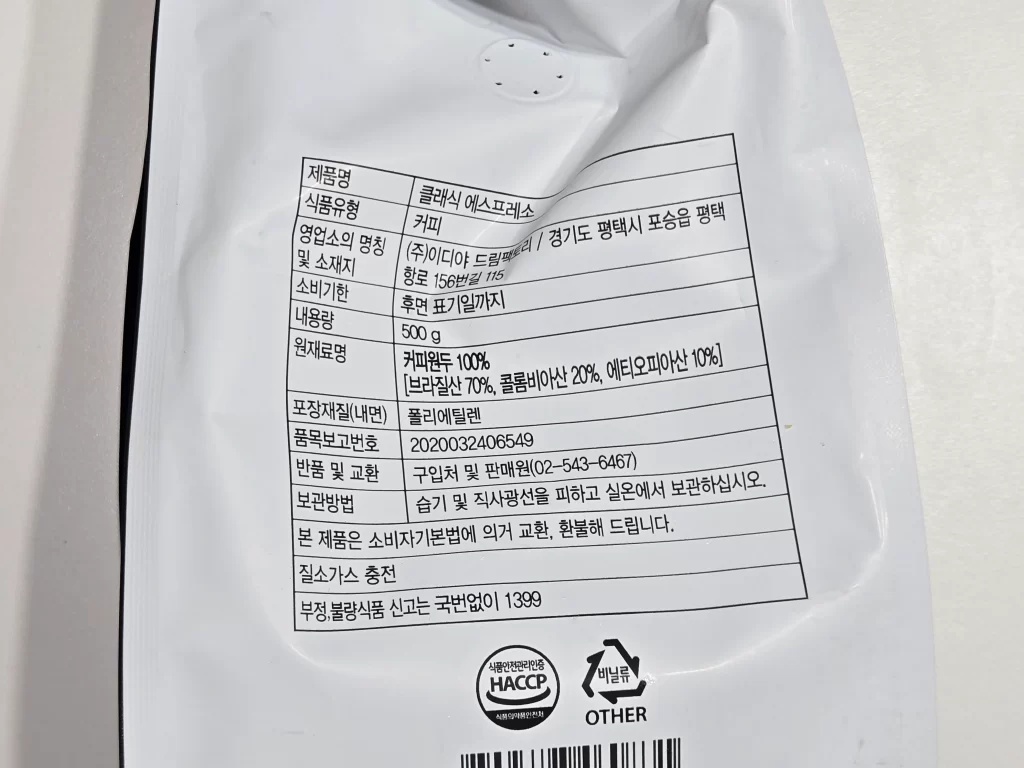 제품명 클래식 에스프레소
식품유형 커피
영업소의 명칭 및 소재지 (주)이디야 드림팩토리 / 경기도 평택시 포승읍 평택
항로 156번길 115
소비기한 후면 표기일까지
내용량 500 g
원재료명 커피원두 100%
[브라질산 70%, 콜롬비아산 20%, 에티오피아산 10%]
포장재질(내면) 폴리에틸렌
품목보고번호 2020032406549
반품 및 교환 구입처 및 판매원(02-543-6467)
보관방법 습기 및 직사광선을 피하고 실온에서 보관하십시오.
본 제품은 소비자기본법에 의거 교환, 환불해 드립니다.
질소가스 충전
부정,불량식품 신고는 국번없이 1399
식품안전관리인증
HACCP
식품의약품안전처
비닐류
OTHER